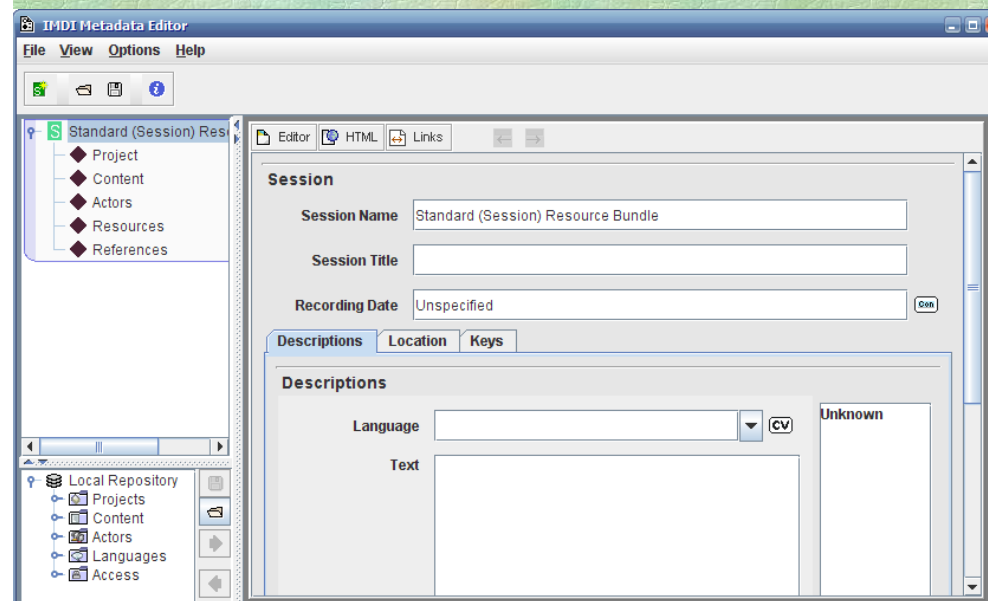 IMDI Metadata Editor
File View Options Help
Standard (Session) Reso
Project
Content
Actors
Resources
References
Local Repository
Projects
Content
Actors
Languages
Access
Editor HTML Links
Session
Session Name Standard (Session) Resource Bundle
Session Title
Recording Date Unspecified Con
Descriptions Location Keys
Descriptions
Language CV Unknown
Text